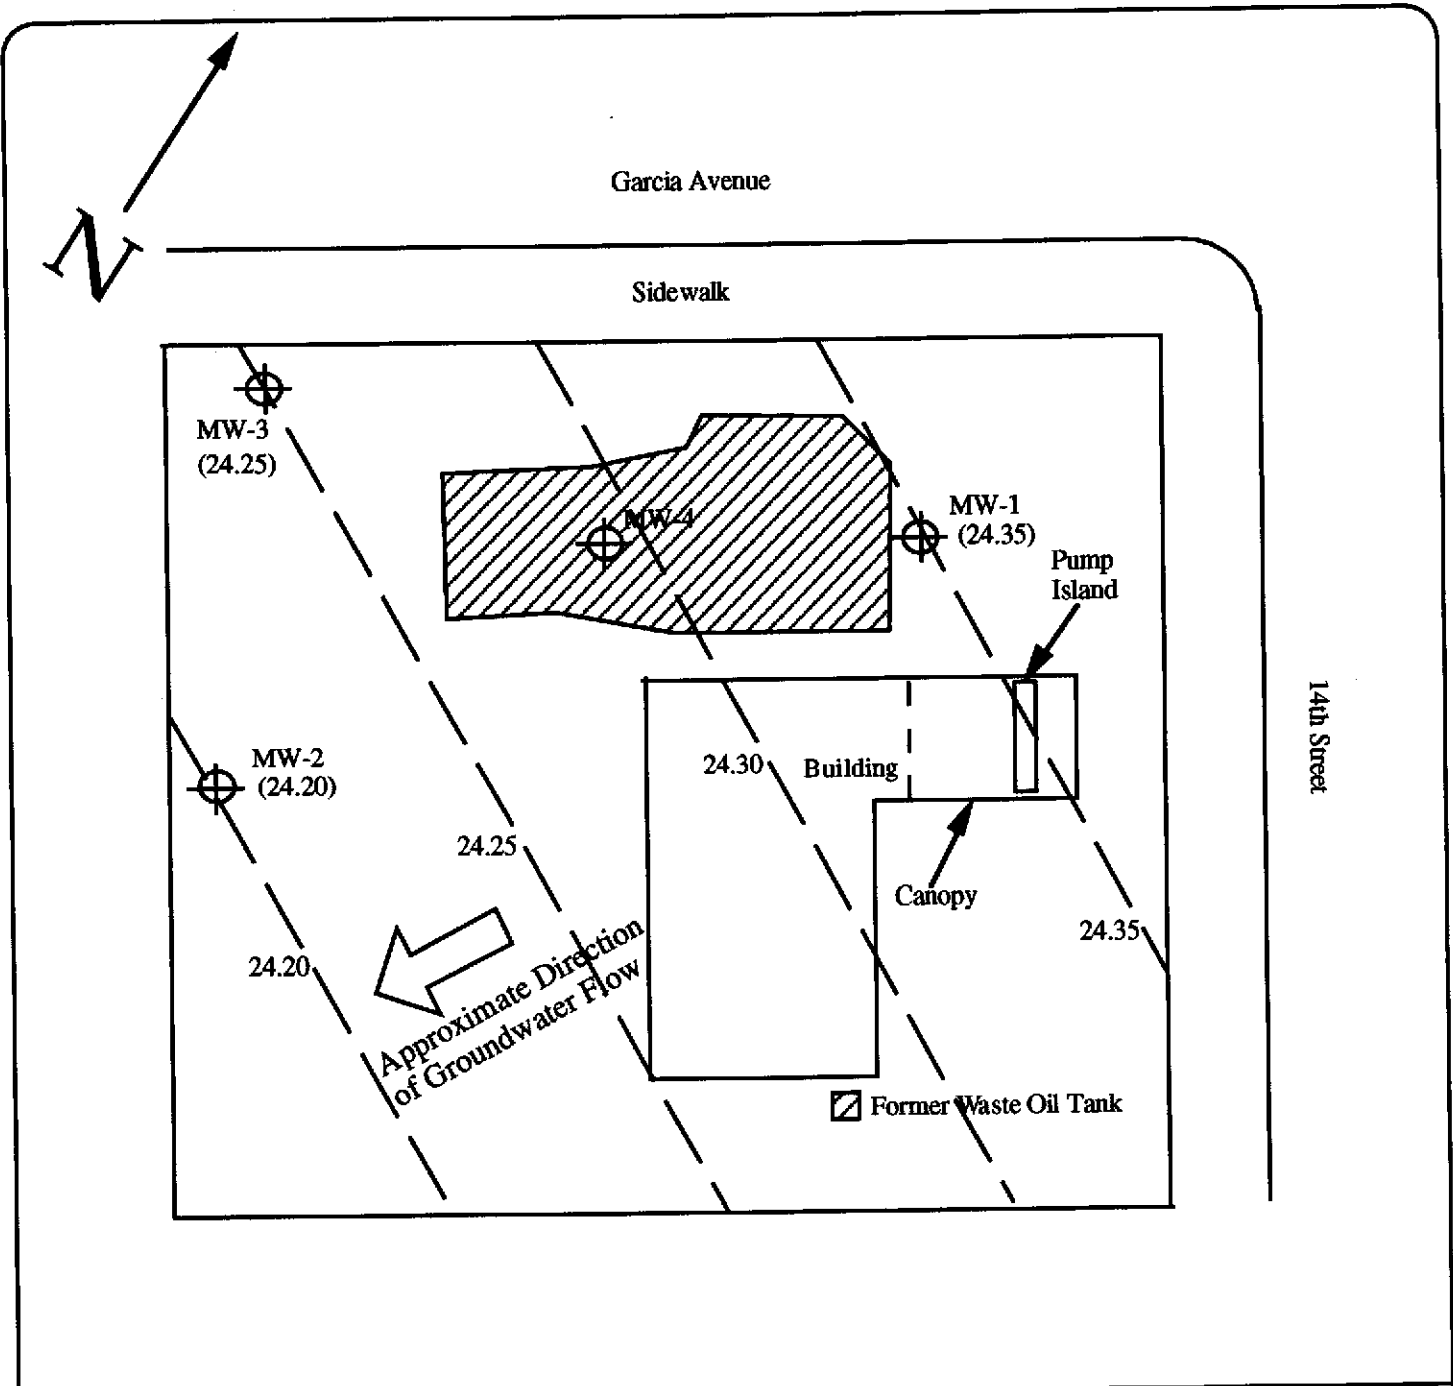 N
Garcia Avenue
Sidewalk
MW-3
(24.25)
MW-4
MW-1
(24.35)
Pump
Island
14th Street
MW-2
(24.20)
24.30
Building
24.25
Canopy
24.35
24.20
Approximate Direction
of Groundwater Flow
Former Waste Oil Tank